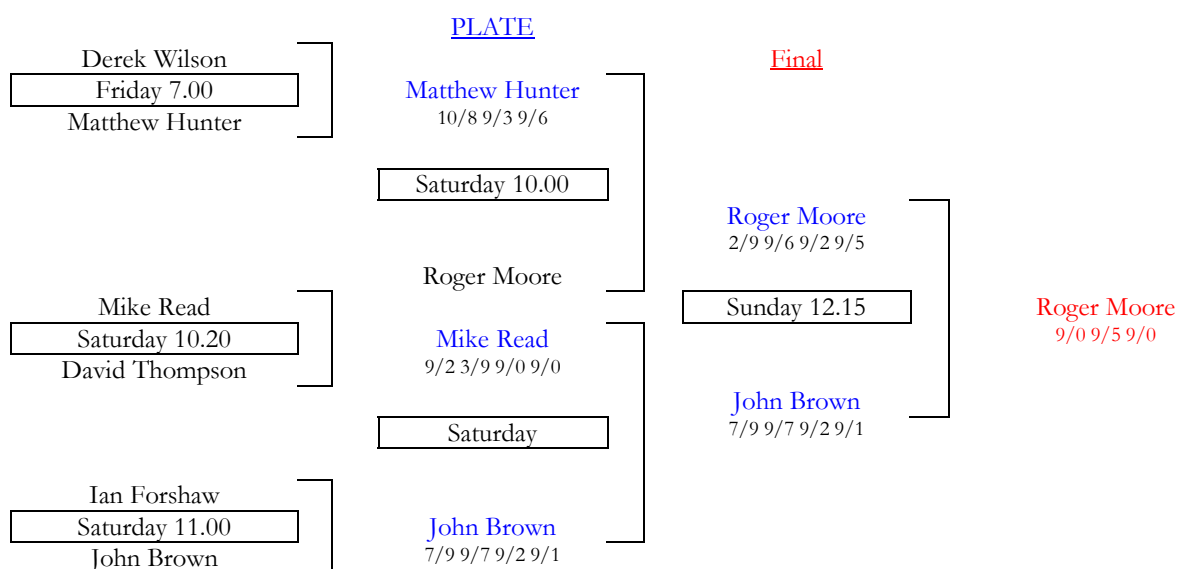 PLATE
Final
Derek Wilson
Friday 7.00
Matthew Hunter
Matthew Hunter
10/8 9/3 9/6
Saturday 10.00
Roger Moore
Mike Read
Saturday 10.20
David Thompson
Mike Read
9/2 3/9 9/0 9/0
Saturday
Ian Forshaw
Saturday 11.00
John Brown
John Brown
7/9 9/7 9/2 9/1
Roger Moore
2/9 9/6 9/2 9/5
Sunday 12.15
John Brown
7/9 9/7 9/2 9/1
Roger Moore
9/0 9/5 9/0